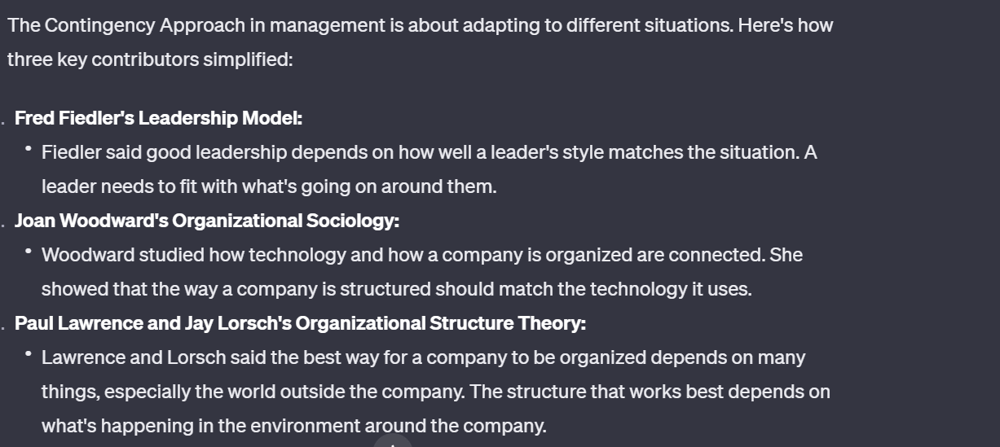 The Contingency Approach in management is about adapting to different situations. Here's how
three key contributors simplified:
. Fred Fiedler's Leadership Model:
• Fiedler said good leadership depends on how well a leader's style matches the situation. A
leader needs to fit with what's going on around them.
. Joan Woodward's Organizational Sociology:
• Woodward studied how technology and how a company is organized are connected. She
showed that the way a company is structured should match the technology it uses.
. Paul Lawrence and Jay Lorsch's Organizational Structure Theory:
• Lawrence and Lorsch said the best way for a company to be organized depends on many
things, especially the world outside the company. The structure that works best depends on
what's happening in the environment around the company.